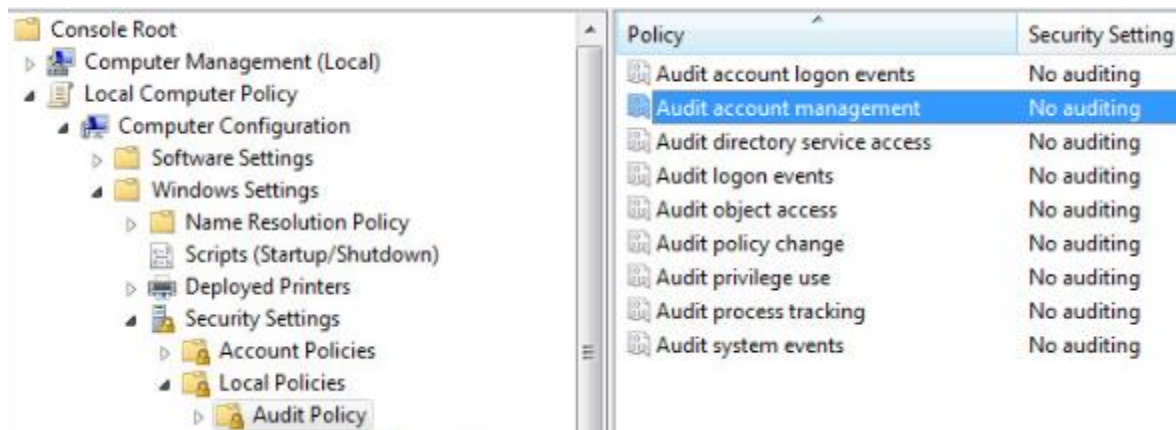 Console Root
Computer Management (Local)
Local Computer Policy
Computer Configuration
Software Settings
Windows Settings
Name Resolution Policy
Scripts (Startup/Shutdown)
Deployed Printers
Security Settings
Account Policies
Local Policies
Audit Policy
Policy Security Setting
Audit account logon events No auditing
Audit account management No auditing
Audit directory service access No auditing
Audit logon events No auditing
Audit object access No auditing
Audit policy change No auditing
Audit privilege use No auditing
Audit process tracking No auditing
Audit system events No auditing